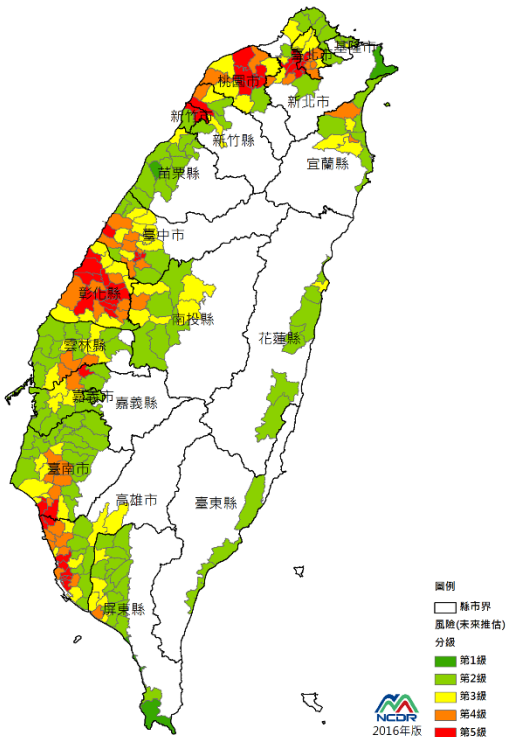 基隆市
臺北市
桃園市
新北市
新竹市
新竹縣
宜蘭縣
苗栗縣
臺中市
彰化縣
南投縣
花蓮縣
雲林縣
嘉義市
嘉義縣
臺南市
高雄市
臺東縣
屏東縣
圖例
縣市界
風險(未來推估)
分級
第1級
第2級
第3級
第4級
第5級
NCDR
2016年版